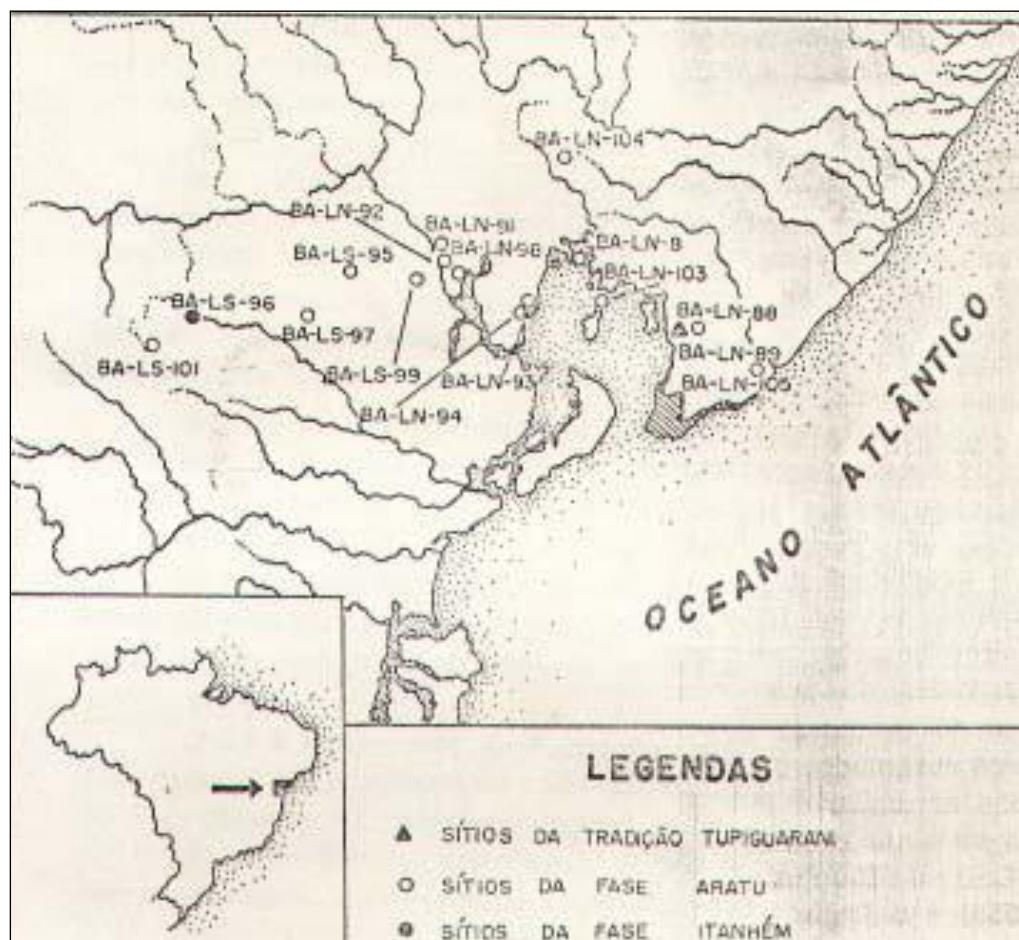 BA-LN-104
BA-LN-92
BA-LN-91
BA-LN-98
BA-LN-8
BA-LS-95
BA-LN-103
BA-LS-96
BA-LN-88
BA-LS-97
BA-LN-89
BA-LS-101
BA-LS-99
BA-LN-93
BA-LN-105
BA-LN-94
OCEANO ATLÂNTICO
LEGENDAS
SÍTIOS DA TRADIÇÃO TUPIGUARANI
SÍTIOS DA FASE ARATU
SÍTIOS DA FASE ITANHÉM